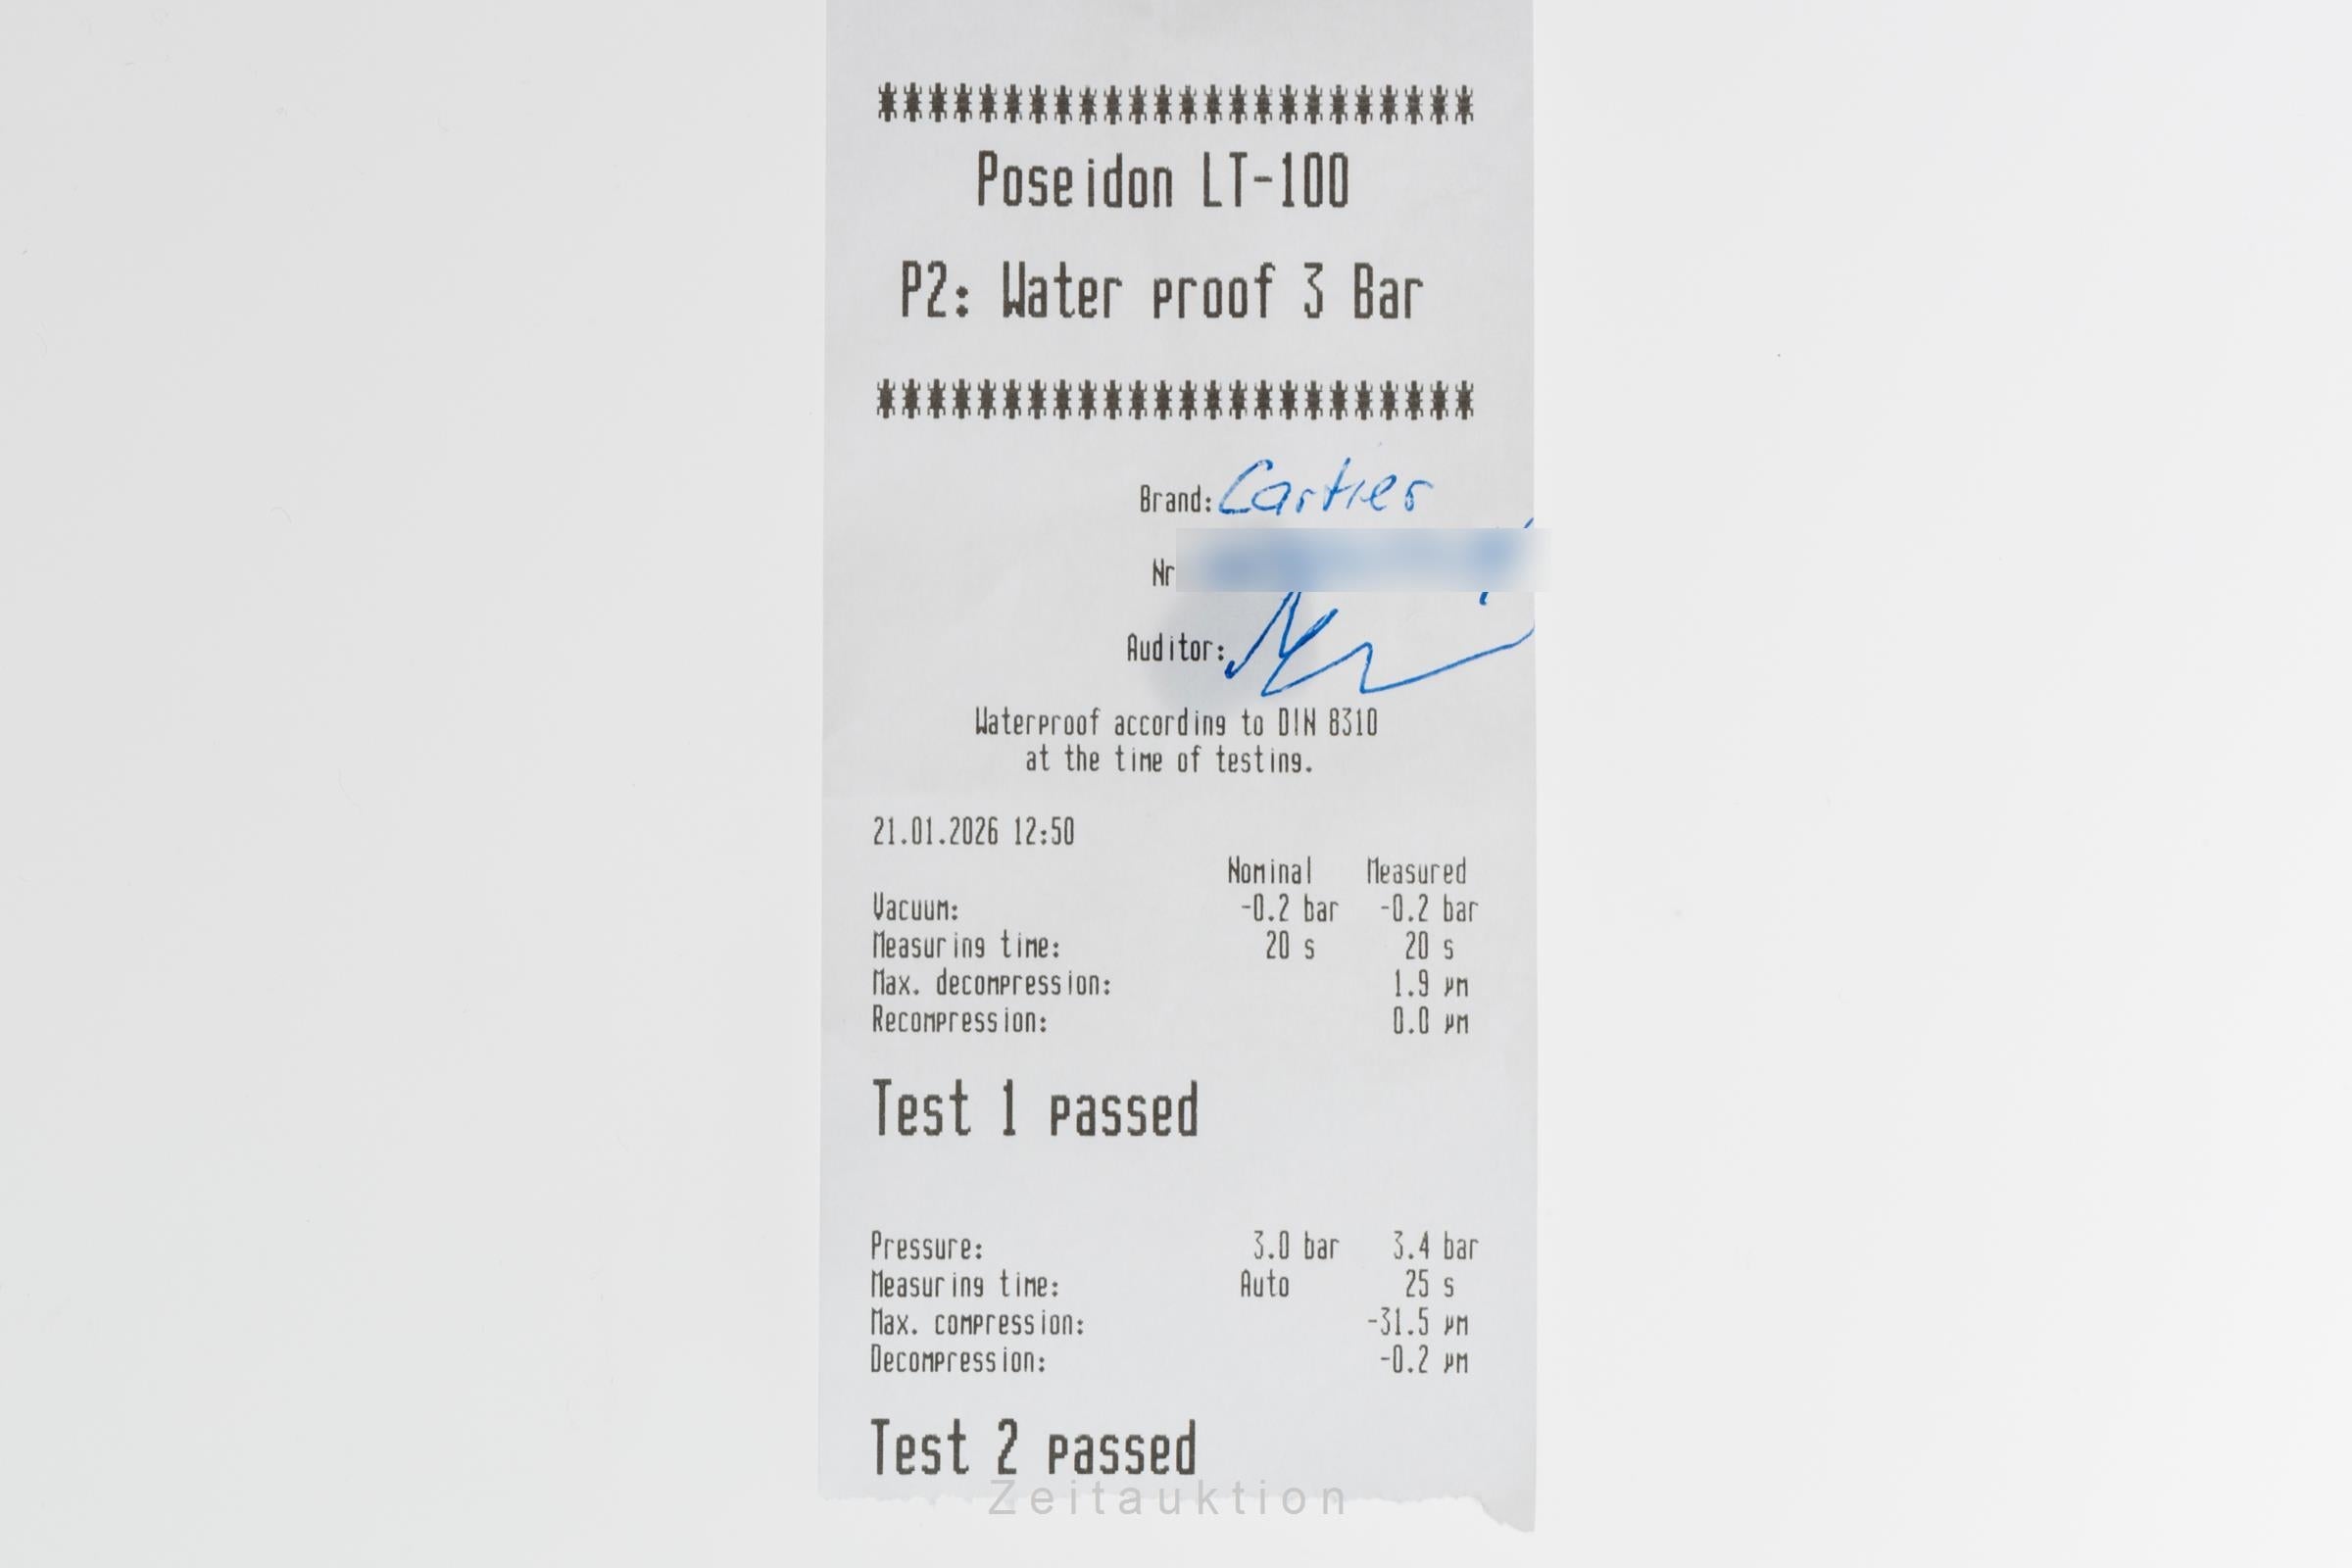 ************************
Poseidon LT-100
P2: Water proof 3 Bar
************************
Brand: Cartier
Nr
Auditor:
Waterproof according to DIN 8310
at the time of testing.
21.01.2026 12:50
Nominal Measured
Vacuum: -0.2 bar -0.2 bar
Measuring time: 20 s 20 s
Max. decompression: 1.9 µm
Recompression: 0.0 µm
Test 1 passed
Pressure: 3.0 bar 3.4 bar
Measuring time: Auto 25 s
Max. compression: -31.5 µm
Decompression: -0.2 µm
Test 2 passed
Zeitauktion